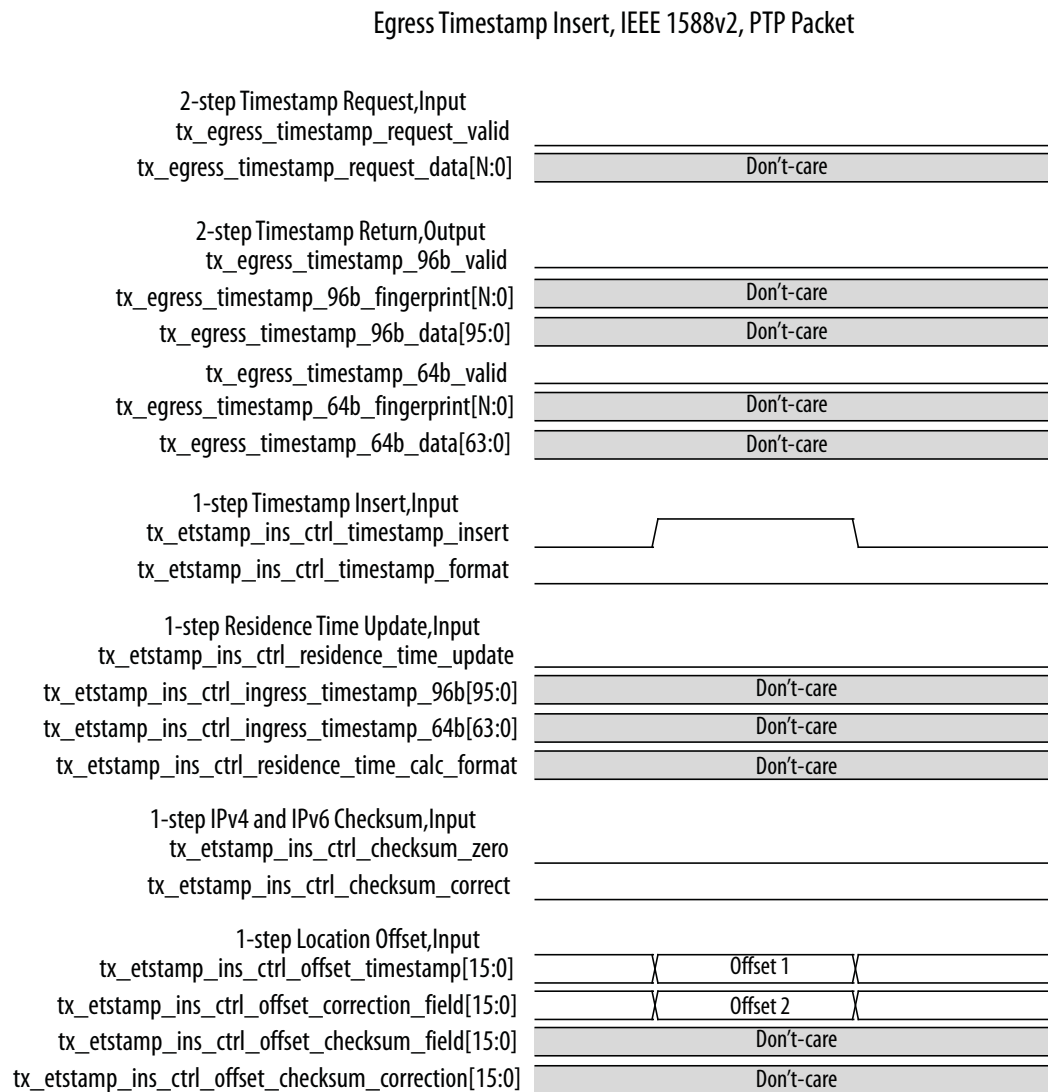 Egress Timestamp Insert, IEEE 1588v2, PTP Packet
2-step Timestamp Request,Input
tx_egress_timestamp_request_valid
tx_egress_timestamp_request_data[N:0] Don't-care
2-step Timestamp Return,Output
tx_egress_timestamp_96b_valid
tx_egress_timestamp_96b_fingerprint[N:0] Don't-care
tx_egress_timestamp_96b_data[95:0] Don't-care
tx_egress_timestamp_64b_valid
tx_egress_timestamp_64b_fingerprint[N:0] Don't-care
tx_egress_timestamp_64b_data[63:0] Don't-care
1-step Timestamp Insert,Input
tx_etstamp_ins_ctrl_timestamp_insert
tx_etstamp_ins_ctrl_timestamp_format
1-step Residence Time Update,Input
tx_etstamp_ins_ctrl_residence_time_update
tx_etstamp_ins_ctrl_ingress_timestamp_96b[95:0] Don't-care
tx_etstamp_ins_ctrl_ingress_timestamp_64b[63:0] Don't-care
tx_etstamp_ins_ctrl_residence_time_calc_format Don't-care
1-step IPv4 and IPv6 Checksum,Input
tx_etstamp_ins_ctrl_checksum_zero
tx_etstamp_ins_ctrl_checksum_correct
1-step Location Offset,Input
tx_etstamp_ins_ctrl_offset_timestamp[15:0] Offset 1
tx_etstamp_ins_ctrl_offset_correction_field[15:0] Offset 2
tx_etstamp_ins_ctrl_offset_checksum_field[15:0] Don't-care
tx_etstamp_ins_ctrl_offset_checksum_correction[15:0] Don't-care